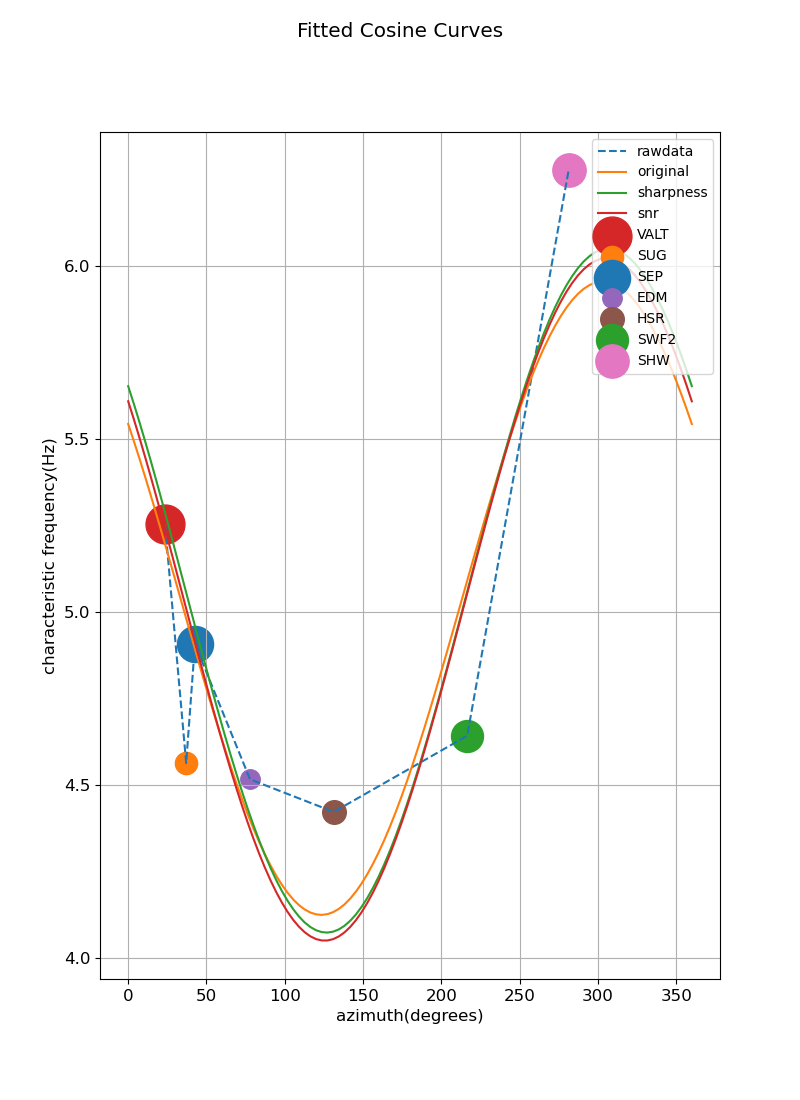 Fitted Cosine Curves
rawdata
original
sharpness
snr
VALT
SUG
SEP
EDM
HSR
SWF2
SHW
characteristic frequency(Hz)
6.0
5.5
5.0
4.5
4.0
0 50 100 150 200 250 300 350
azimuth(degrees)